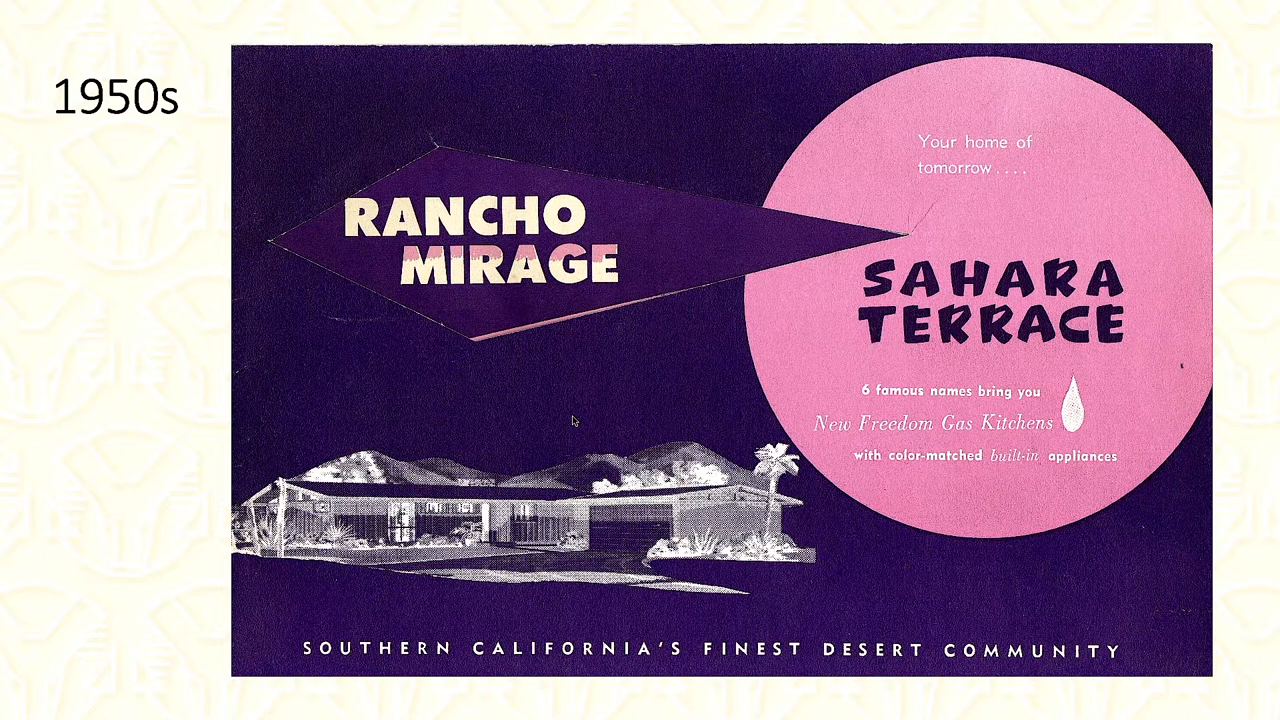 1950s
RANCHO
MIRAGE
Your home of
tomorrow....
SAHARA
TERRACE
6 famous names bring you
New Freedom Gas Kitchens
with color-matched built-in appliances
SOUTHERN CALIFORNIA'S FINEST DESERT COMMUNITY